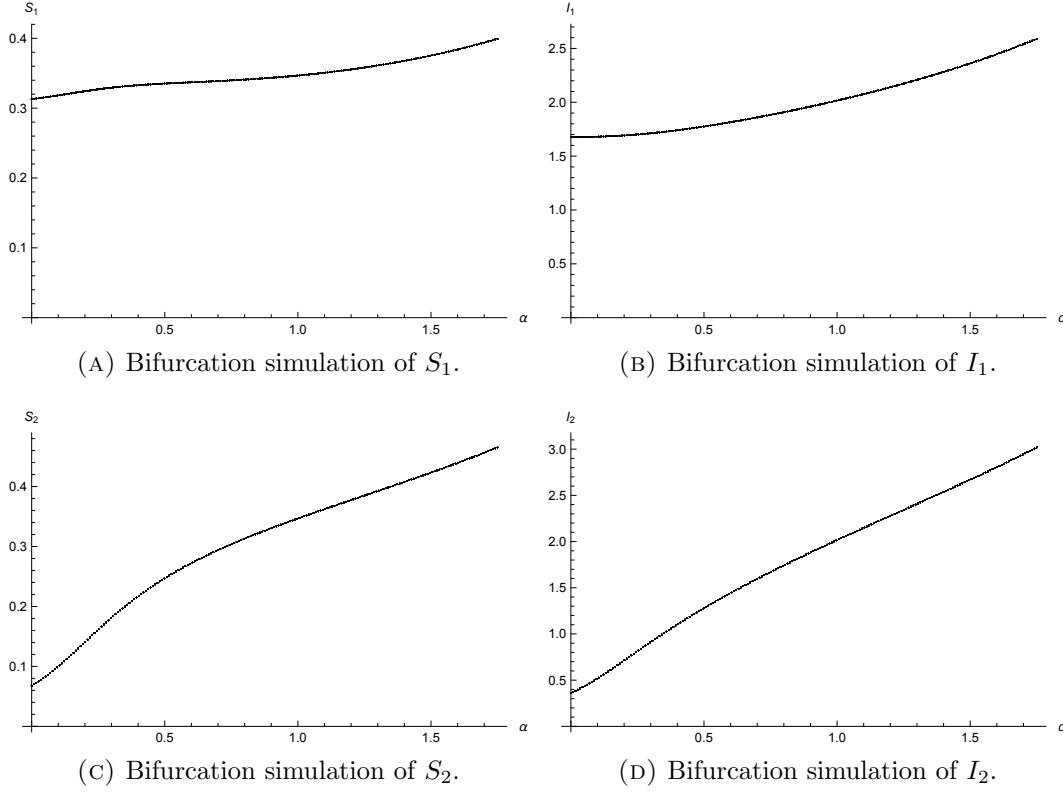 S₁
0.4
0.3
0.2
0.1
0.5 1.0 1.5 α
(A) Bifurcation simulation of S₁.
I₁
2.5
2.0
1.5
1.0
0.5
0.5 1.0 1.5
(B) Bifurcation simulation of I₁.
S₂
0.4
0.3
0.2
0.1
0.5 1.0 1.5 α
(C) Bifurcation simulation of S₂.
I₂
3.0
2.5
2.0
1.5
1.0
0.5
0.5 1.0 1.5
(D) Bifurcation simulation of I₂.